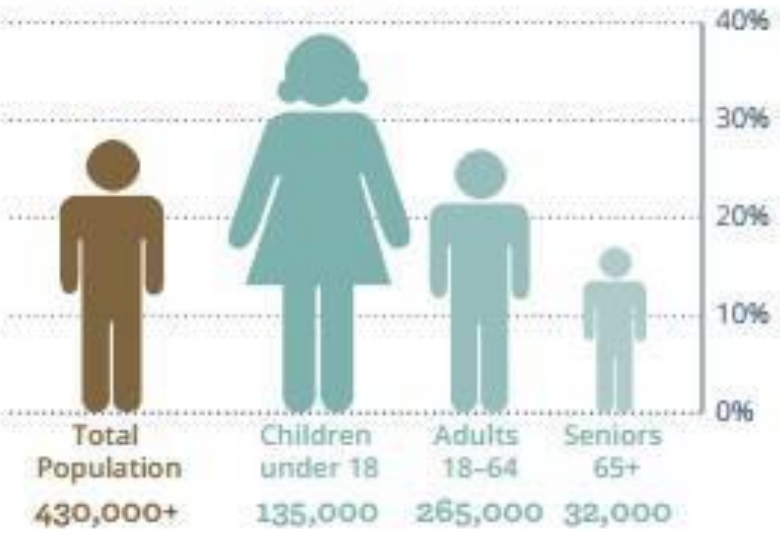 40%
30%
20%
10%
0%
Total
Population
430,000+
Children
under 18
135,000
Adults
18–64
265,000
Seniors
65+
32,000